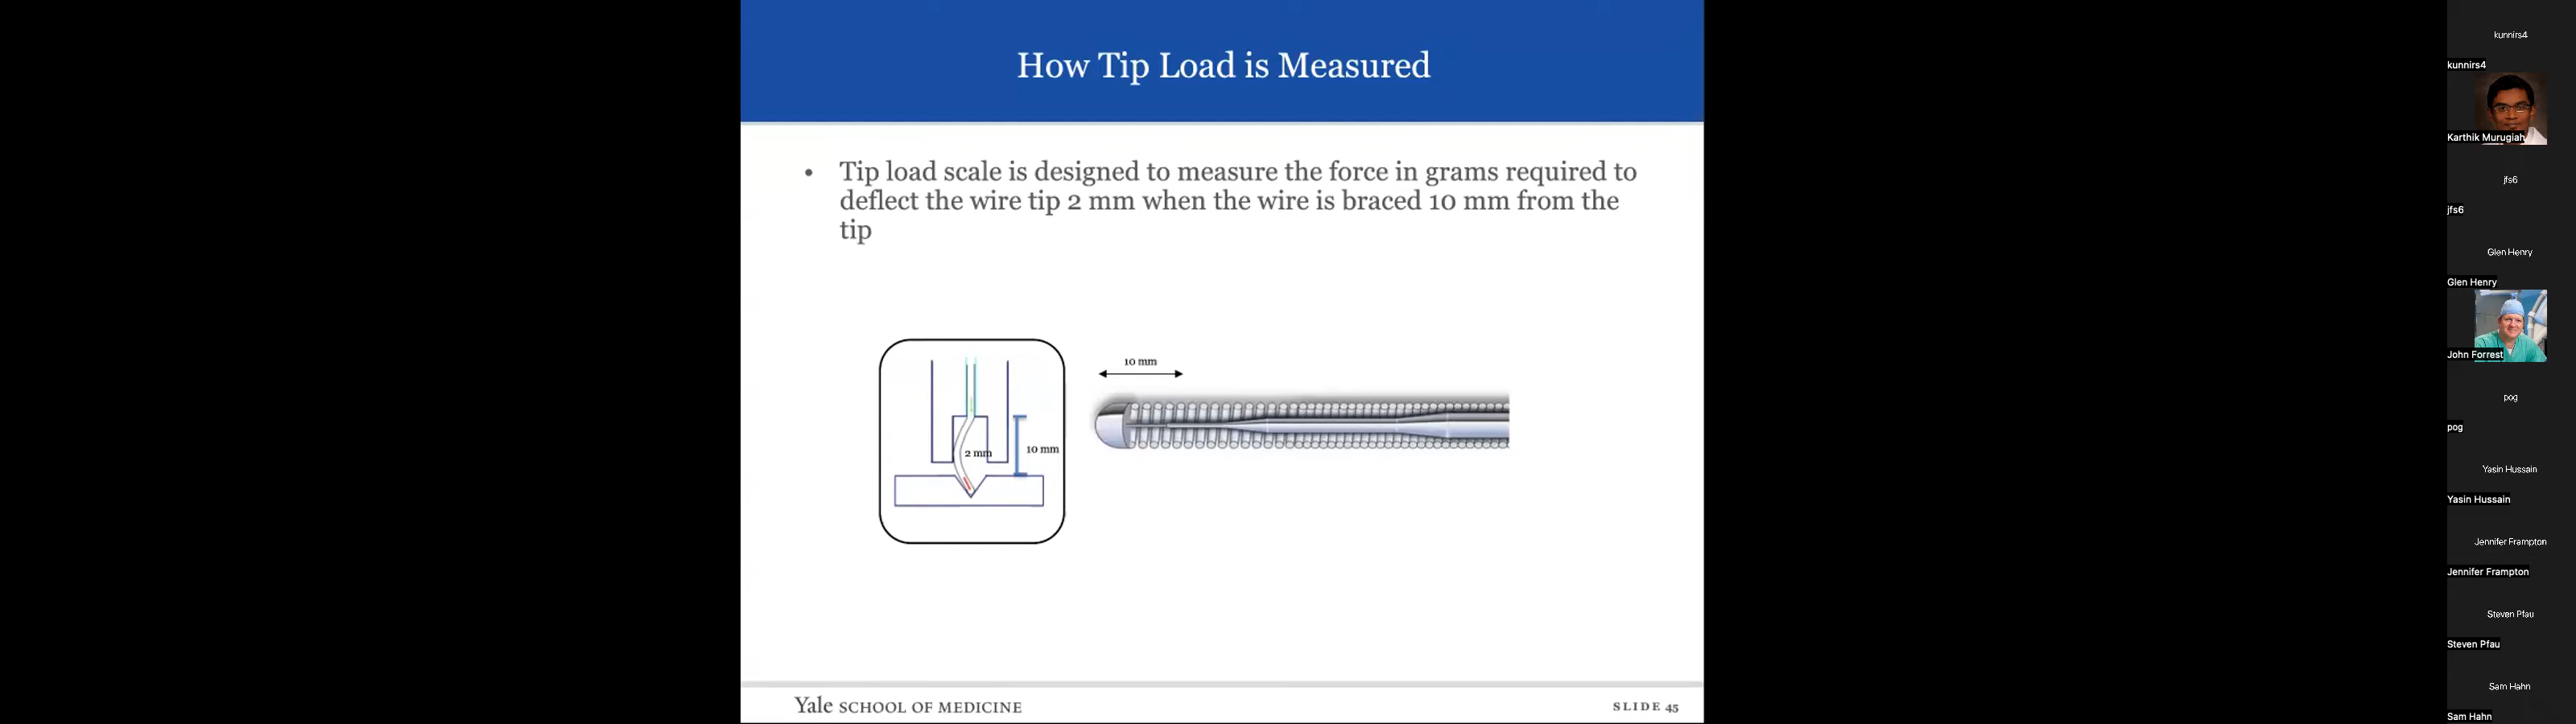 How Tip Load is Measured
• Tip load scale is designed to measure the force in grams required to
deflect the wire tip 2 mm when the wire is braced 10 mm from the
tip
10 mm
2 mm
10 mm
Yale SCHOOL OF MEDICINE
SLIDE 45
kunnirs4
kunnirs4
Karthik Murugiah
jfs6
jfs6
Glen Henry
Glen Henry
John Forrest
pog
pog
Yasin Hussain
Yasin Hussain
Jennifer Frampton
Jennifer Frampton
Steven Pfau
Steven Pfau
Sam Hahn
Sam Hahn